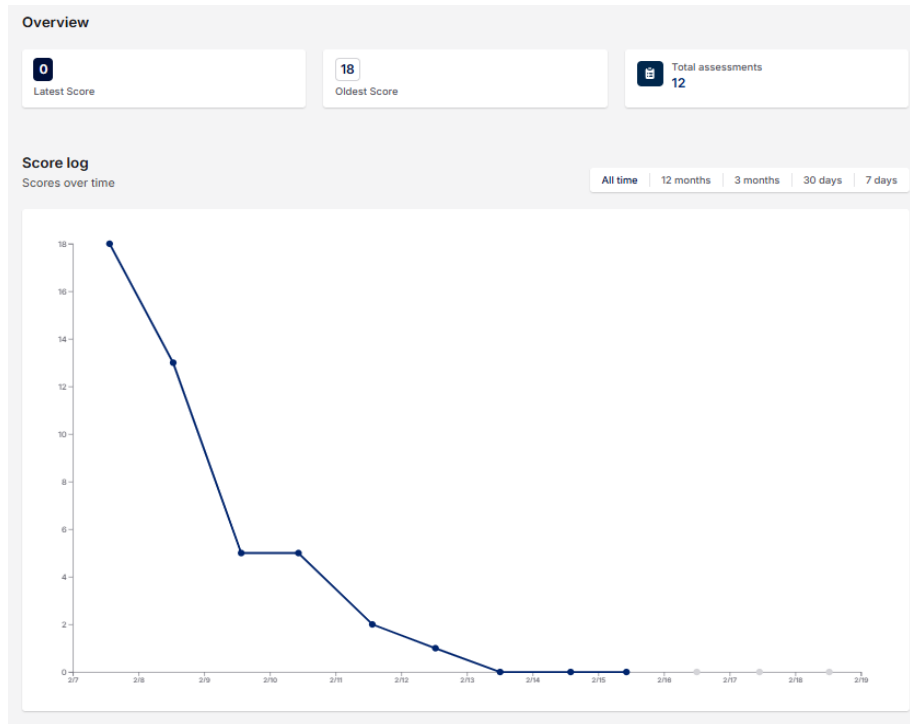 Overview
0
Latest Score
18
Oldest Score
Total assessments
12
Score log
Scores over time
All time 12 months 3 months 30 days 7 days
18
16
14
12
10
8
6
4
2
0
2/7 2/8 2/9 2/10 2/11 2/12 2/13 2/14 2/15 2/16 2/17 2/18 2/19